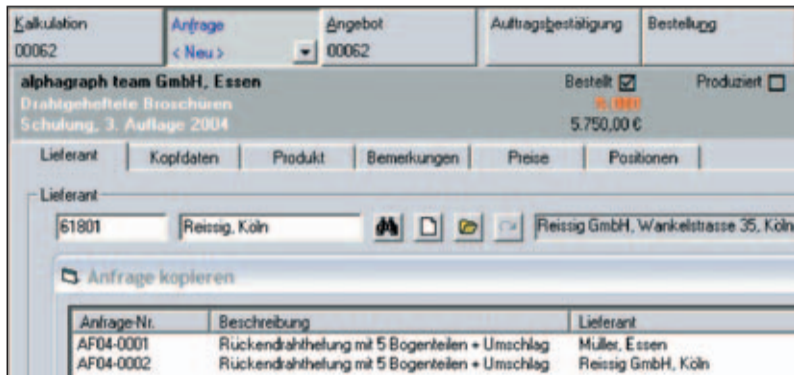 Kalkulation Anfrage Angebot Auftragsbestätigung Bestellung
00062 < Neu > 00062
alphagraph team GmbH, Essen Bestellt Produziert
Drahtgeheftete Broschüren
Schulung, 3. Auflage 2004 5.750,00 €
Lieferant Kopfdaten Produkt Bemerkungen Preise Positionen
Lieferant
61801 Reissig, Köln Reissig GmbH, Wankelstrasse 35, Köln
Anfrage kopieren
Anfrage-Nr. Beschreibung Lieferant
AF04-0001 Rückendrahtheftung mit 5 Bogenteilen + Umschlag Müller, Essen
AF04-0002 Rückendrahtheftung mit 5 Bogenteilen + Umschlag Reissig GmbH, Köln